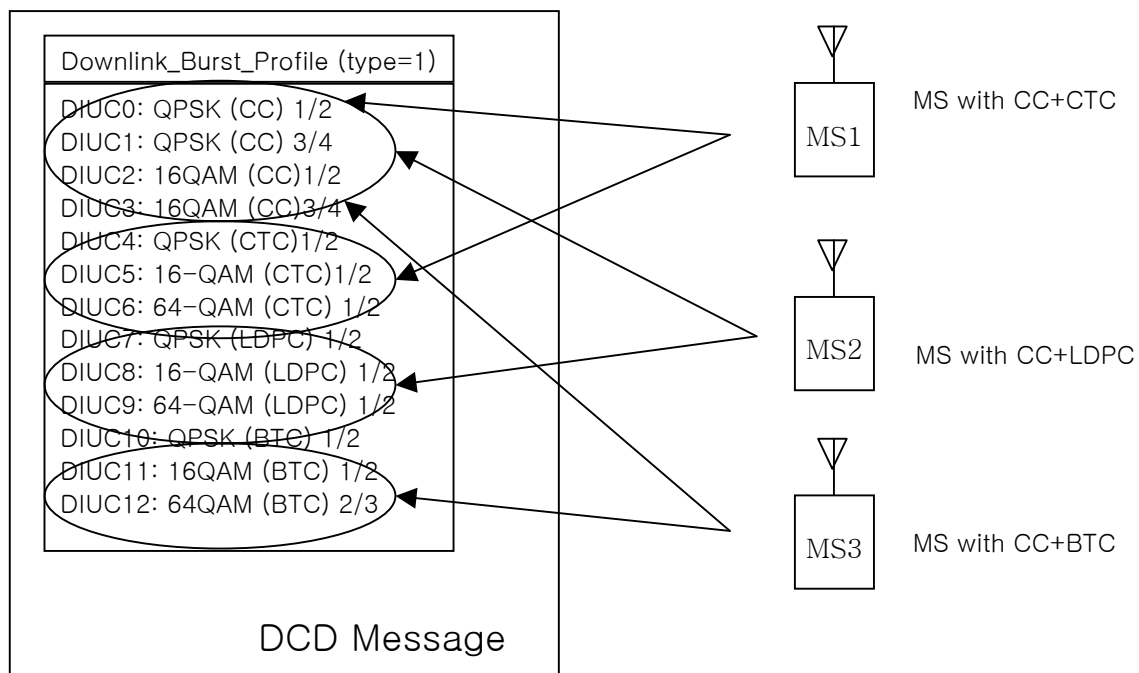 Downlink_Burst_Profile (type=1)
DIUC0: QPSK (CC) 1/2
DIUC1: QPSK (CC) 3/4
DIUC2: 16QAM (CC)1/2
DIUC3: 16QAM (CC)3/4
DIUC4: QPSK (CTC)1/2
DIUC5: 16-QAM (CTC)1/2
DIUC6: 64-QAM (CTC) 1/2
DIUC7: QPSK (LDPC) 1/2
DIUC8: 16-QAM (LDPC) 1/2
DIUC9: 64-QAM (LDPC) 1/2
DIUC10: QPSK (BTC) 1/2
DIUC11: 16QAM (BTC) 1/2
DIUC12: 64QAM (BTC) 2/3
DCD Message
MS1
MS with CC+CTC
MS2
MS with CC+LDPC
MS3
MS with CC+BTC